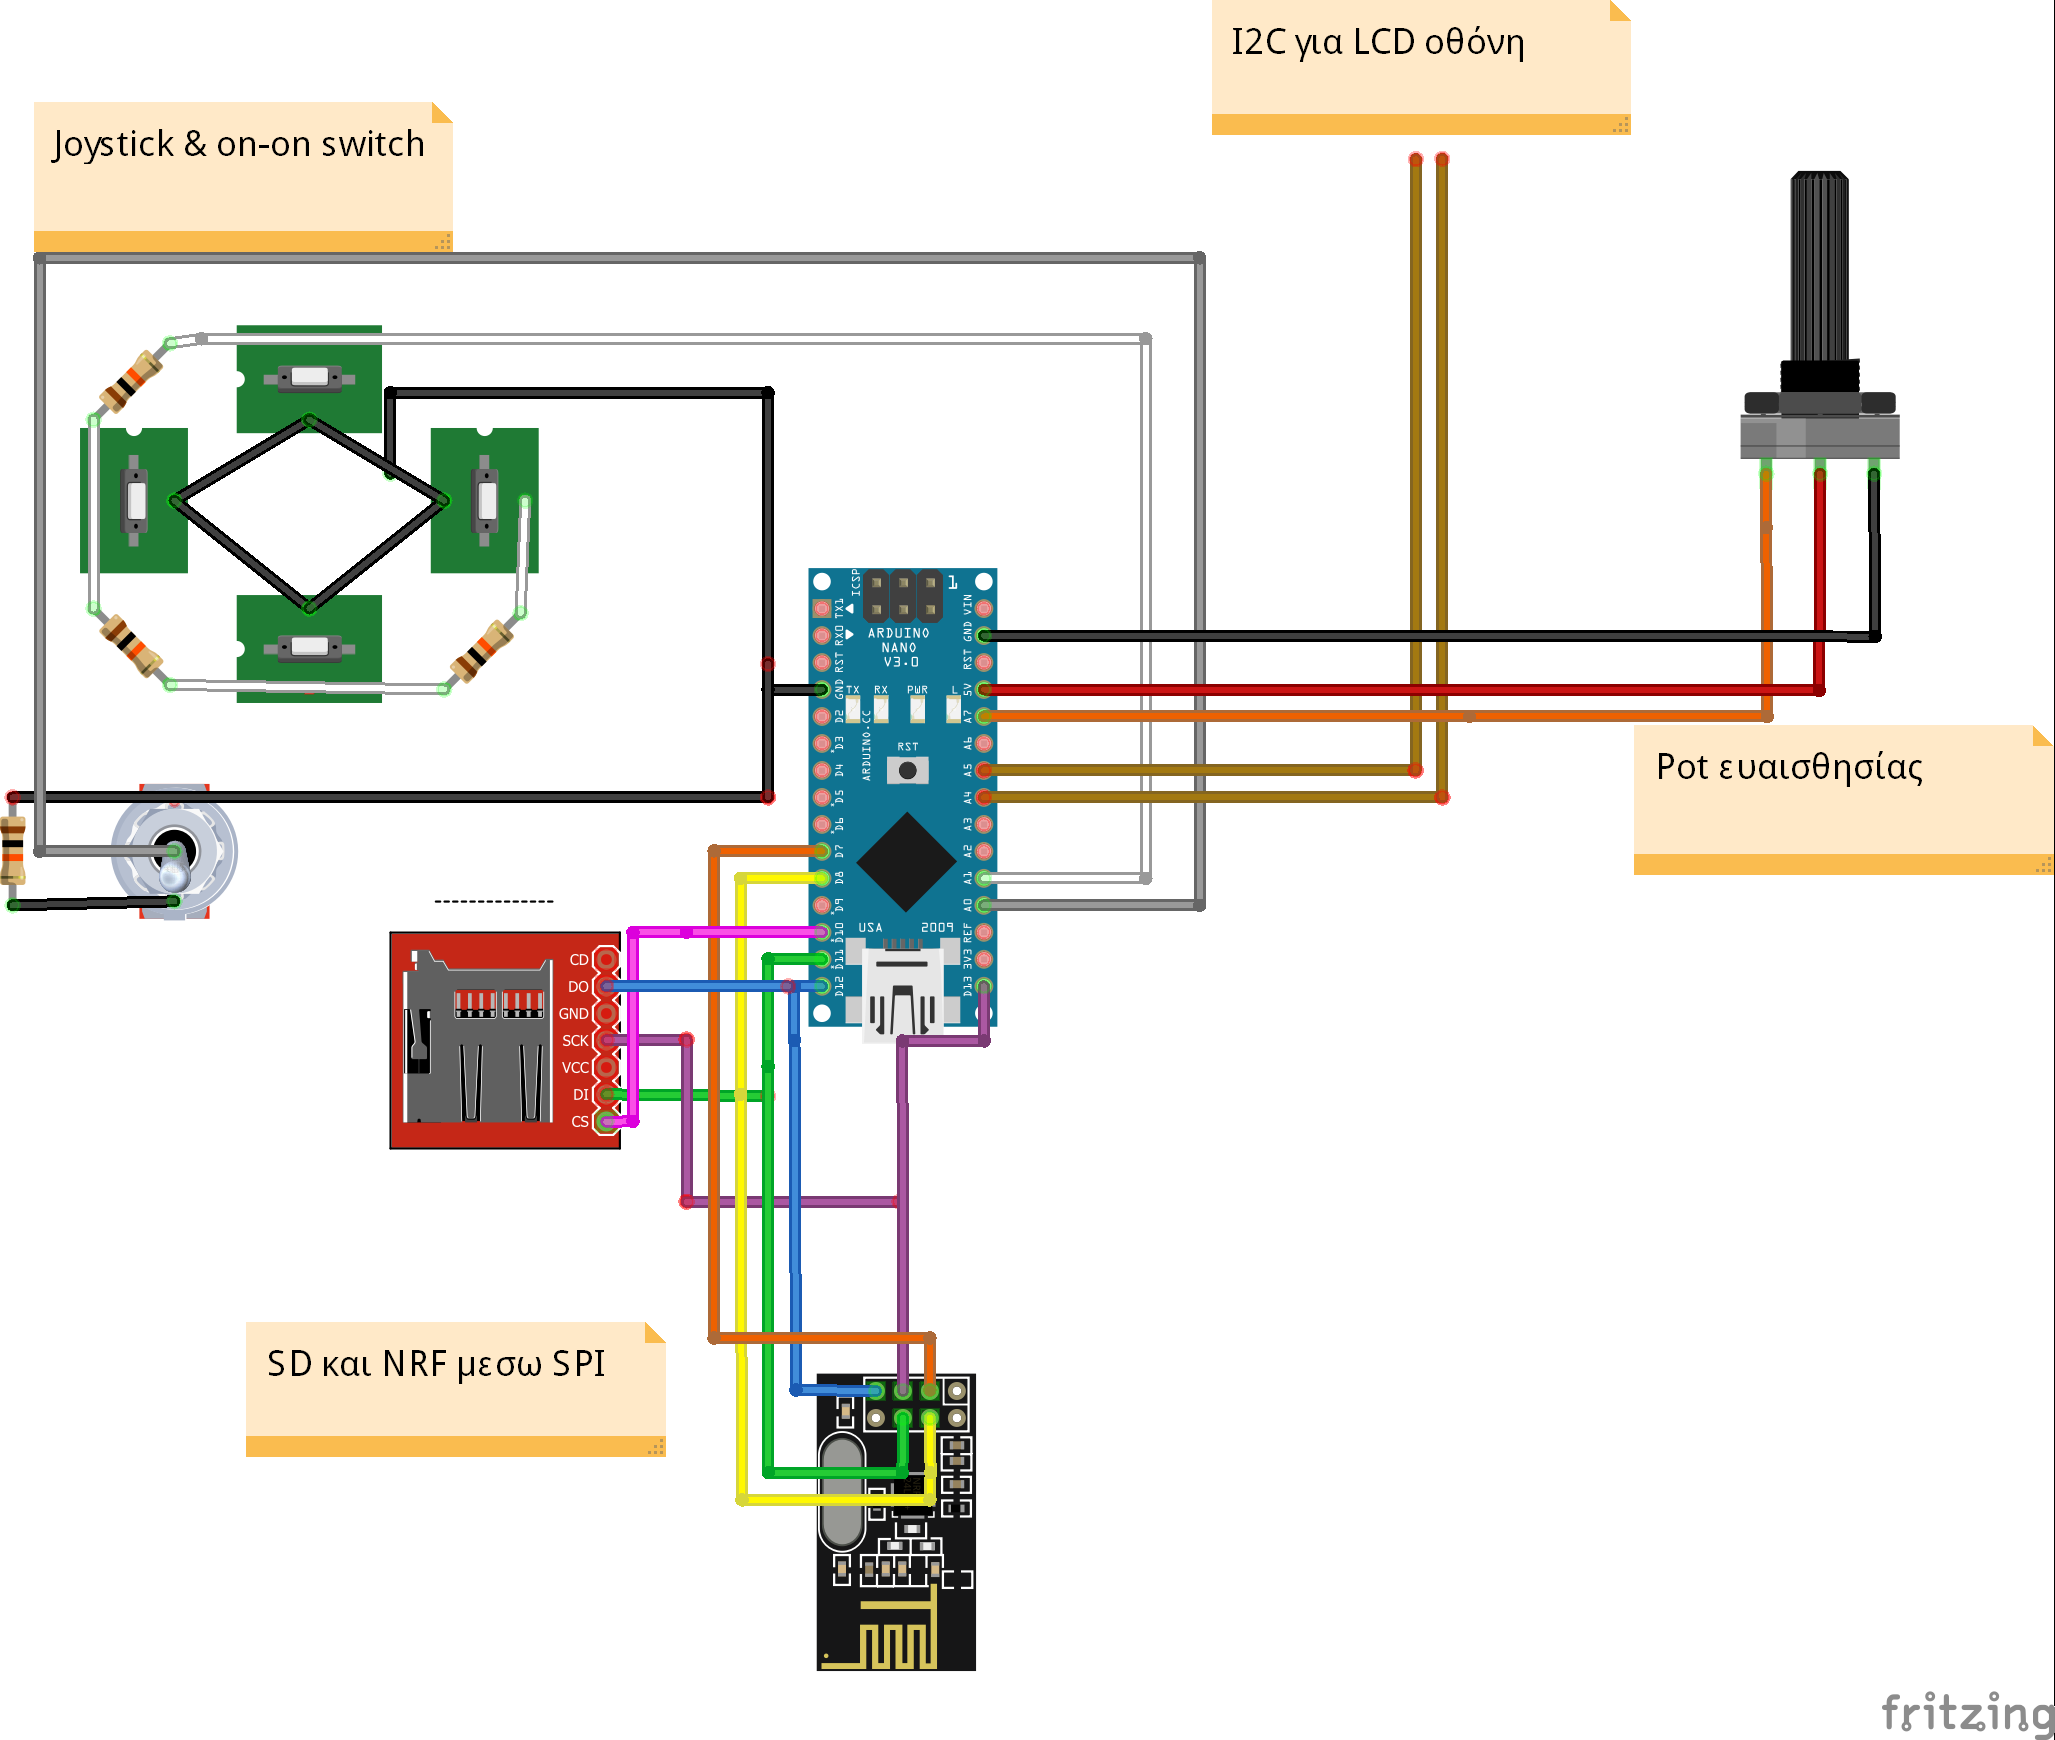 I2C για LCD οθόνη
Joystick & on-on switch
ICSP
1
TX1
RX0
RST
GND
D2
D3
D4
D5
D6
D7
D8
D9
D10
D11
D12
ARDUINO
NANO
V3.0
TX
RX
PWR
L
RST
ARDUINO.CC
USA
2009
VIN
GND
RST
5V
A7
A6
A5
A4
A3
A2
A1
A0
REF
3V3
D13
Pot ευαισθησίας
CD
DO
GND
SCK
VCC
DI
CS
SD και NRF μεσω SPI
fritzing